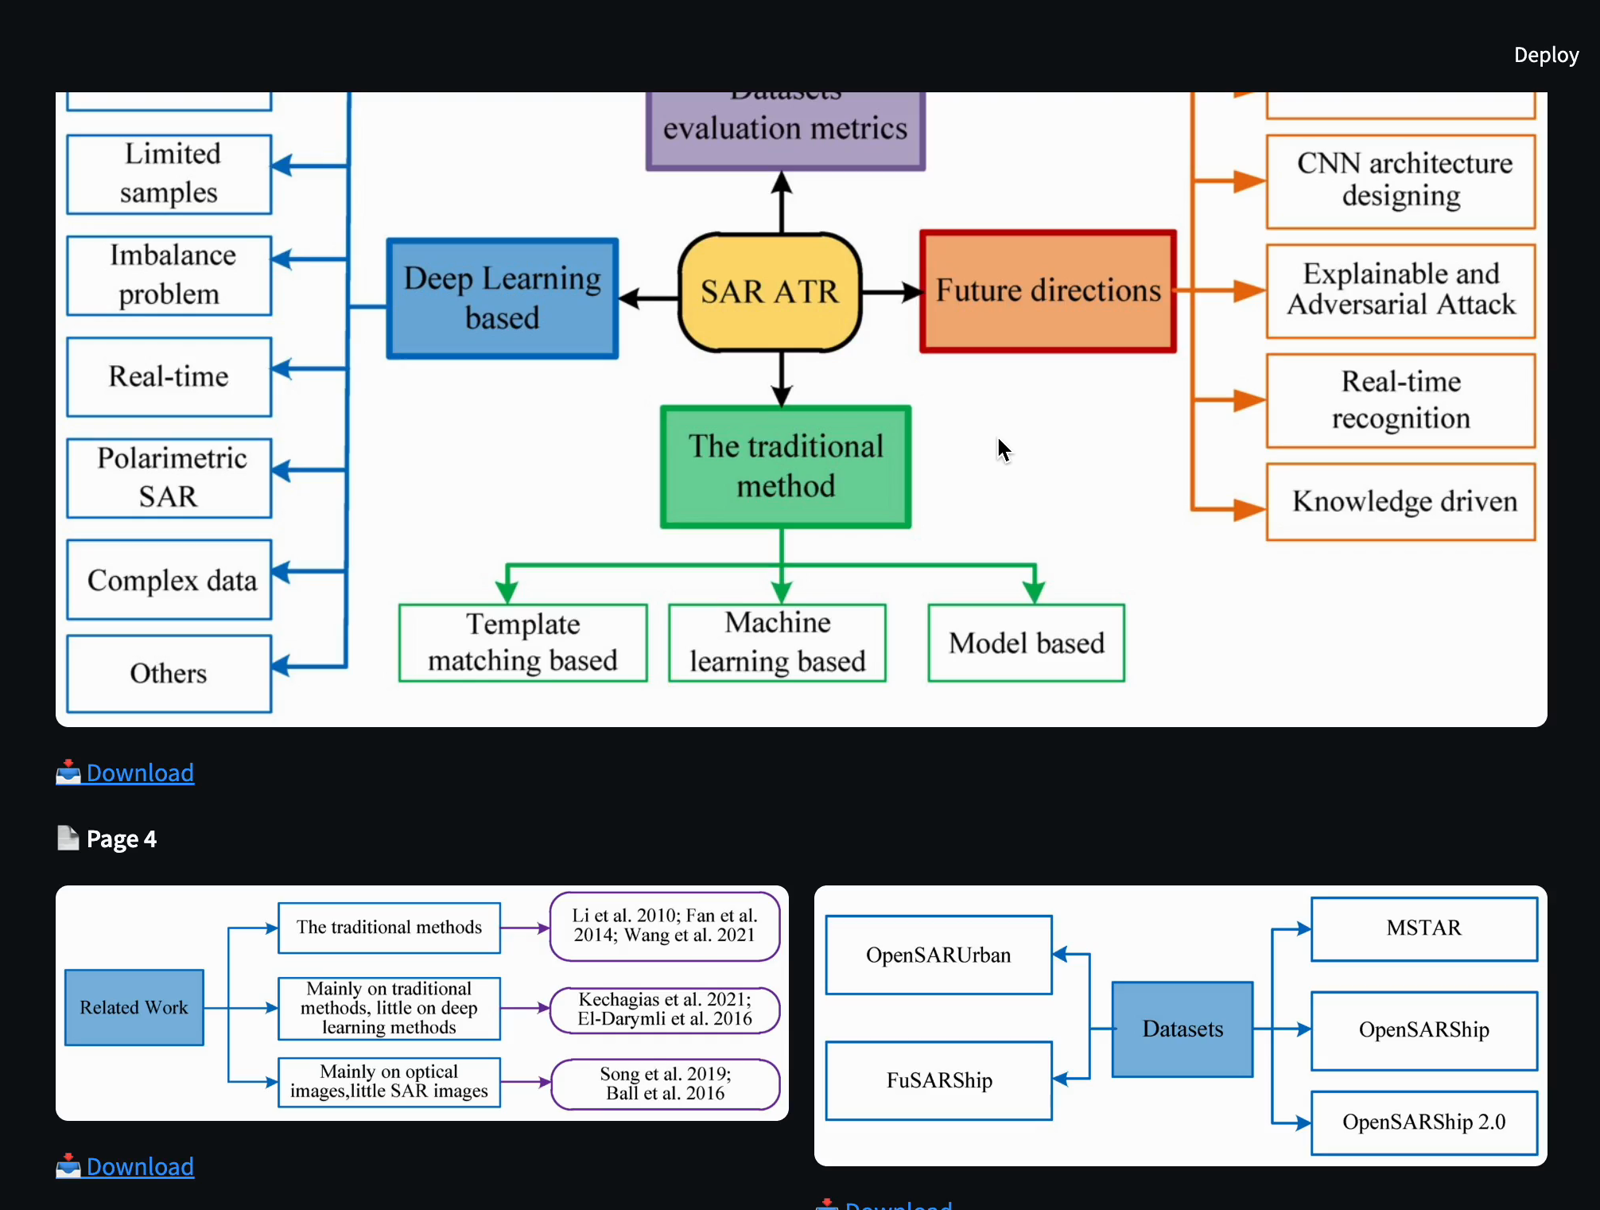 Deploy
Datasets
evaluation metrics
Limited
samples
Imbalance
problem
Real-time
Polarimetric
SAR
Complex data
Others
Deep Learning
based
SAR ATR
Future directions
CNN architecture
designing
Explainable and
Adversarial Attack
Real-time
recognition
Knowledge driven
The traditional
method
Template
matching based
Machine
learning based
Model based
Download
Page 4
Related Work
The traditional methods
Li et al. 2010; Fan et al.
2014; Wang et al. 2021
Mainly on traditional
methods, little on deep
learning methods
Kechagias et al. 2021;
El-Darymli et al. 2016
Mainly on optical
images,little SAR images
Song et al. 2019;
Ball et al. 2016
Download
OpenSARUrban
FuSARShip
Datasets
MSTAR
OpenSARShip
OpenSARShip 2.0
Download